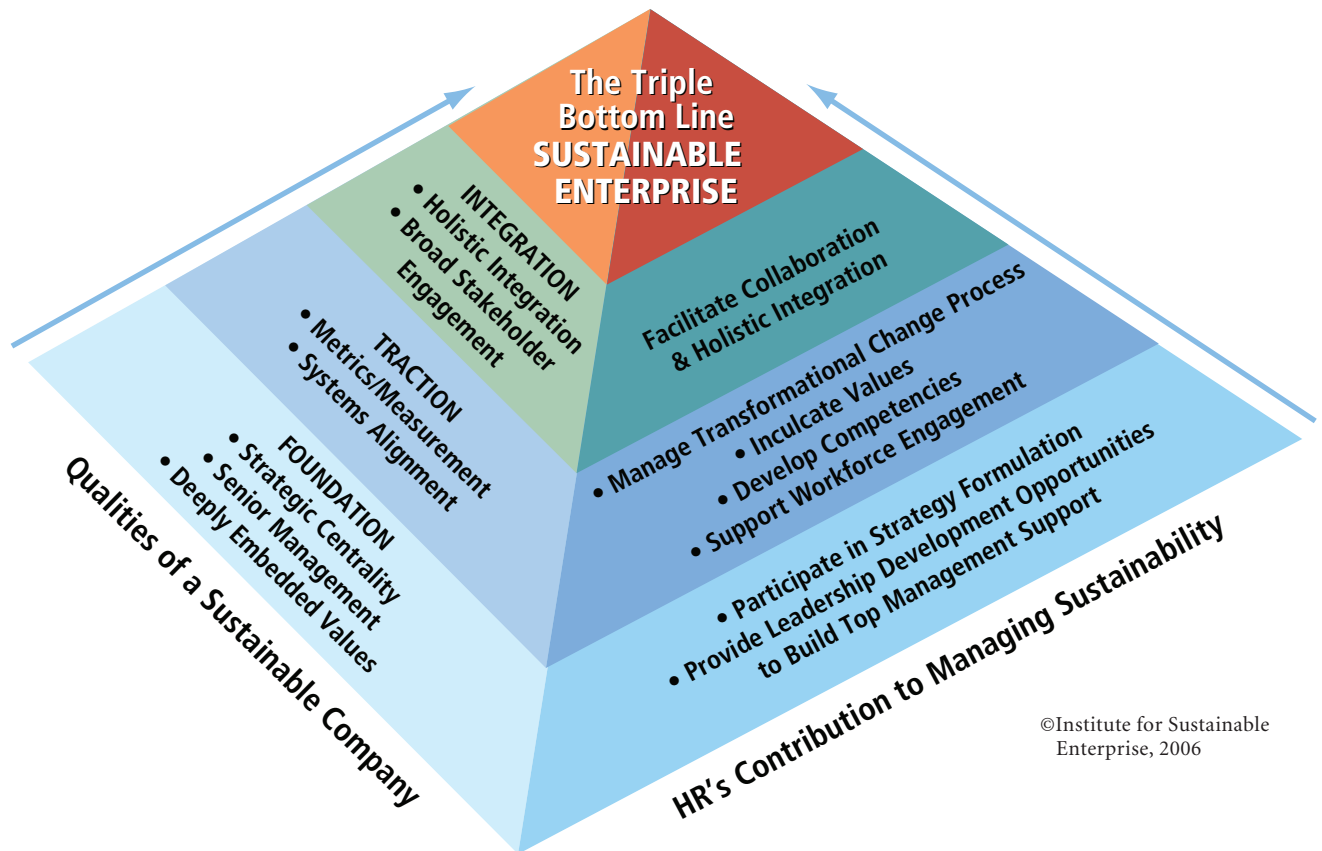 The Triple
Bottom Line
SUSTAINABLE
ENTERPRISE
INTEGRATION
• Holistic Integration
• Broad Stakeholder
Engagement
TRACTION
• Metrics/Measurement
• Systems Alignment
FOUNDATION
• Strategic Centrality
• Senior Management
• Deeply Embedded Values
Qualities of a Sustainable Company
Facilitate Collaboration
& Holistic Integration
• Manage Transformational Change Process
• Inculcate Values
• Develop Competencies
• Support Workforce Engagement
• Participate in Strategy Formulation
• Provide Leadership Development Opportunities
to Build Top Management Support
HR's Contribution to Managing Sustainability
©Institute for Sustainable
Enterprise, 2006